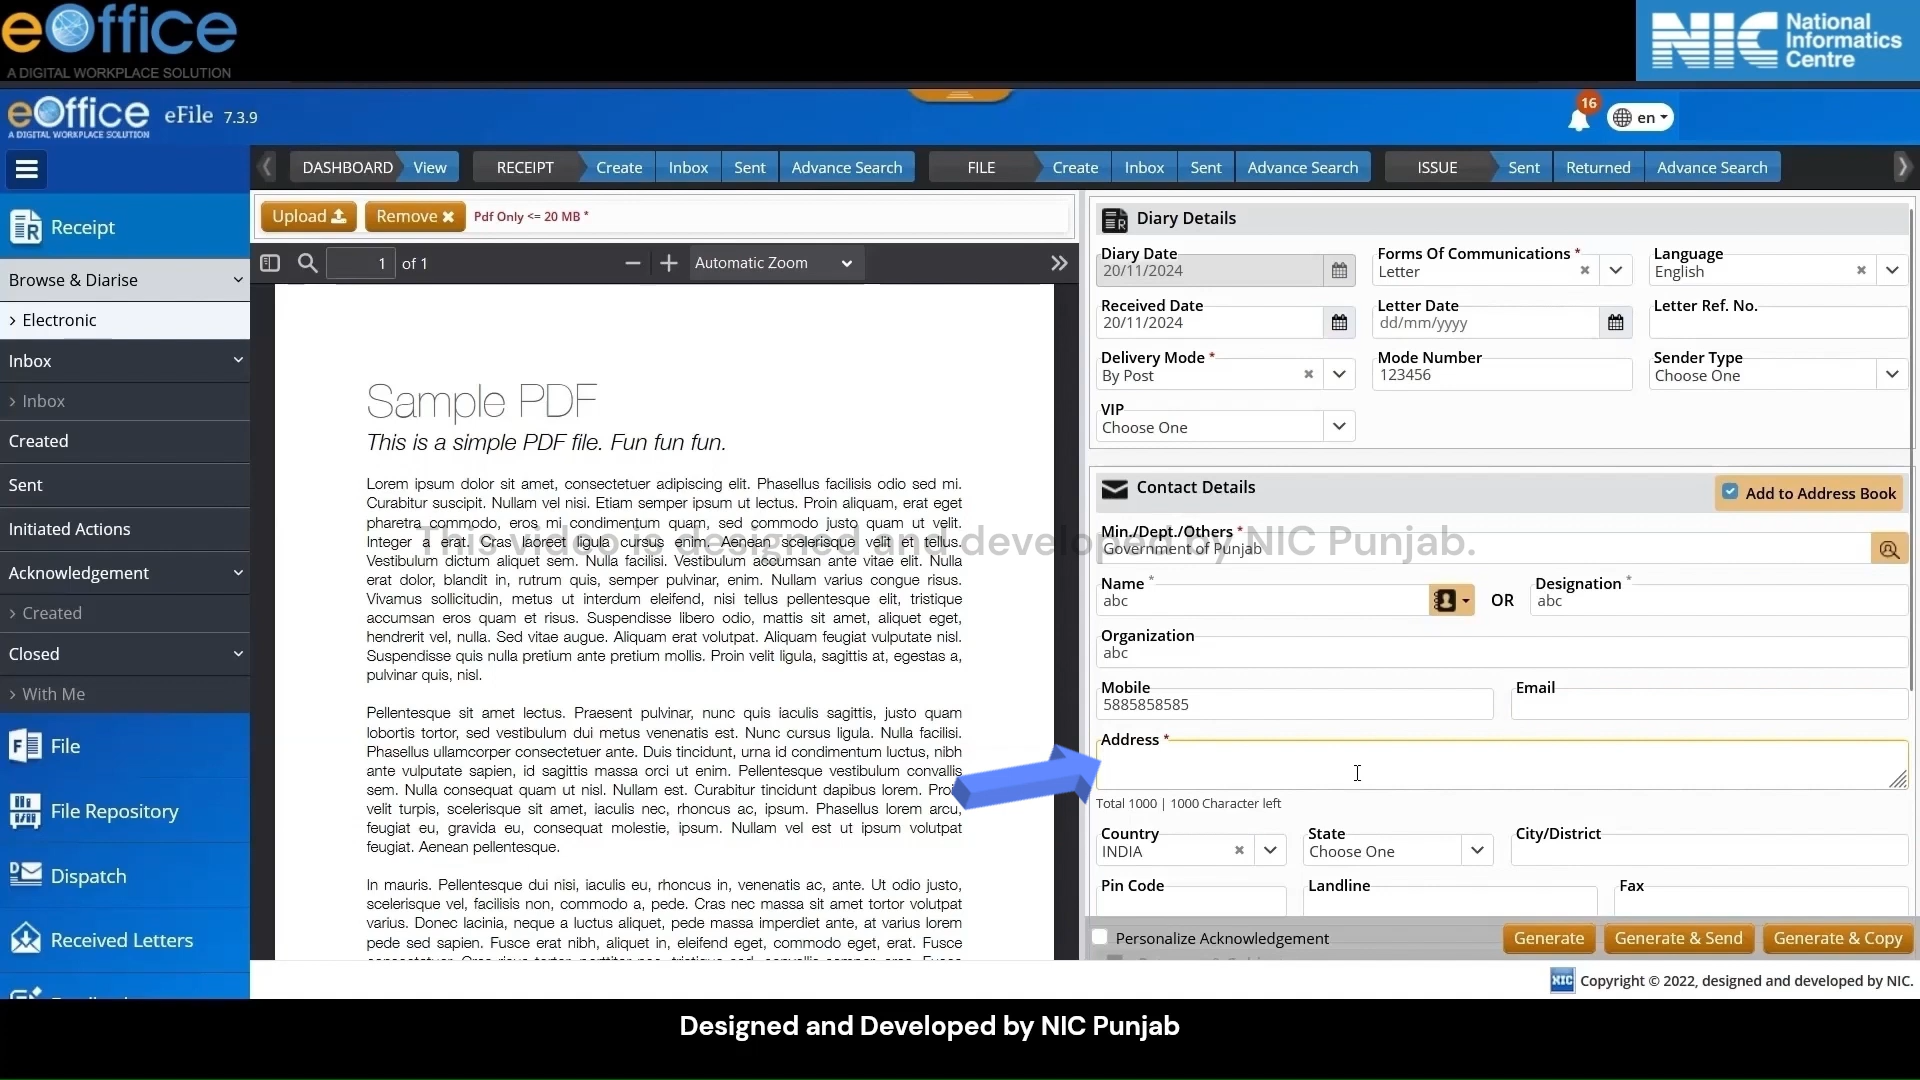 eOffice
A DIGITAL WORKPLACE SOLUTION
NIC National Informatics Centre
eOffice
A DIGITAL WORKPLACE SOLUTION
eFile 7.3.9
16
en
DASHBOARD View RECEIPT Create Inbox Sent Advance Search FILE Create Inbox Sent Advance Search ISSUE Sent Returned Advance Search
Receipt
Browse & Diarise
> Electronic
Inbox
> Inbox
Created
Sent
Initiated Actions
Acknowledgement
> Created
Closed
> With Me
File
File Repository
Dispatch
Received Letters
Upload Remove Pdf Only <= 20 MB *
1 of 1 Automatic Zoom
Sample PDF
This is a simple PDF file. Fun fun fun.
Lorem ipsum dolor sit amet, consectetuer adipiscing elit. Phasellus facilisis odio sed mi.
Curabitur suscipit. Nullam vel nisi. Etiam semper ipsum ut lectus. Proin aliquam, erat eget
pharetra commodo, eros mi condimentum quam, sed commodo justo quam ut velit.
Integer a erat. Cras laoreet ligula cursus enim. Aenean scelerisque velit et tellus.
Vestibulum dictum aliquet sem. Nulla facilisi. Vestibulum accumsan ante vitae elit. Nulla
erat dolor, blandit in, rutrum quis, semper pulvinar, enim. Nullam varius congue risus.
Vivamus sollicitudin, metus ut interdum eleifend, nisi tellus pellentesque elit, tristique
accumsan eros quam et risus. Suspendisse libero odio, mattis sit amet, aliquet eget,
hendrerit vel, nulla. Sed vitae augue. Aliquam erat volutpat. Aliquam feugiat vulputate nisl.
Suspendisse quis nulla pretium ante pretium mollis. Proin velit ligula, sagittis at, egestas a,
pulvinar quis, nisl.
Pellentesque sit amet lectus. Praesent pulvinar, nunc quis iaculis sagittis, justo quam
lobortis tortor, sed vestibulum dui metus venenatis est. Nunc cursus ligula. Nulla facilisi.
Phasellus ullamcorper consectetuer ante. Duis tincidunt, urna id condimentum luctus, nibh
ante vulputate sapien, id sagittis massa orci ut enim. Pellentesque vestibulum convallis
sem. Nulla consequat quam ut nisl. Nullam est. Curabitur tincidunt dapibus lorem. Proin
velit turpis, scelerisque sit amet, iaculis nec, rhoncus ac, ipsum. Phasellus lorem arcu,
feugiat eu, gravida eu, consequat molestie, ipsum. Nullam vel est ut ipsum volutpat
feugiat. Aenean pellentesque.
In mauris. Pellentesque dui nisi, iaculis eu, rhoncus in, venenatis ac, ante. Ut odio justo,
scelerisque vel, facilisis non, commodo a, pede. Cras nec massa sit amet tortor volutpat
varius. Donec lacinia, neque a luctus aliquet, pede massa imperdiet ante, at varius lorem
pede sed sapien. Fusce erat nibh, aliquet in, eleifend eget, commodo eget, erat. Fusce
This video is designed and developed by NIC Punjab.
Diary Details
Diary Date Forms Of Communications * Language
20/11/2024 Letter English
Received Date Letter Date Letter Ref. No.
20/11/2024 dd/mm/yyyy
Delivery Mode * Mode Number Sender Type
By Post 123456 Choose One
VIP
Choose One
Contact Details Add to Address Book
Min./Dept./Others *
Government of Punjab
Name * Designation *
abc OR abc
Organization
abc
Mobile Email
5885858585
Address *
Total 1000 | 1000 Character left
Country State City/District
INDIA Choose One
Pin Code Landline Fax
Personalize Acknowledgement Generate Generate & Send Generate & Copy
NIC Copyright © 2022, designed and developed by NIC.
Designed and Developed by NIC Punjab